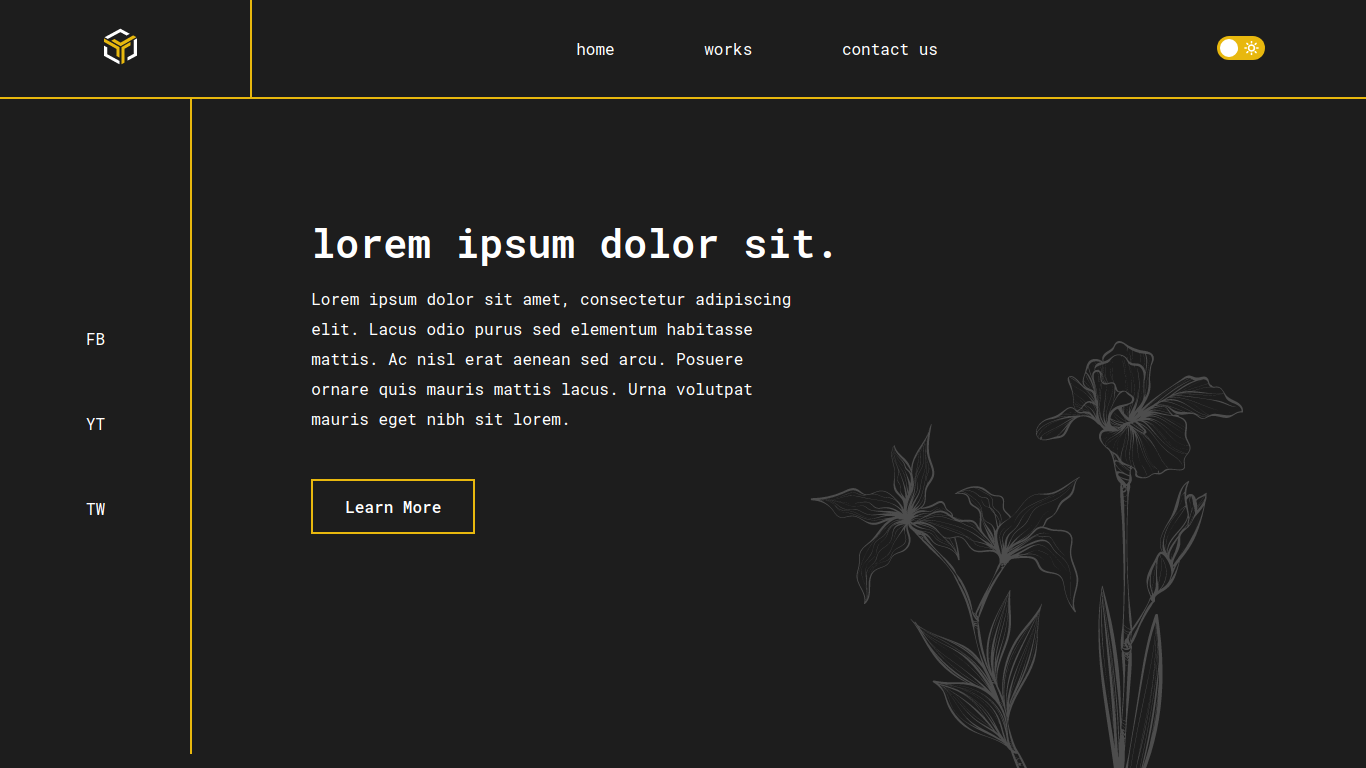 home
works
contact us
lorem ipsum dolor sit.
Lorem ipsum dolor sit amet, consectetur adipiscing
elit. Lacus odio purus sed elementum habitasse
mattis. Ac nisl erat aenean sed arcu. Posuere
ornare quis mauris mattis lacus. Urna volutpat
mauris eget nibh sit lorem.
Learn More
FB
YT
TW